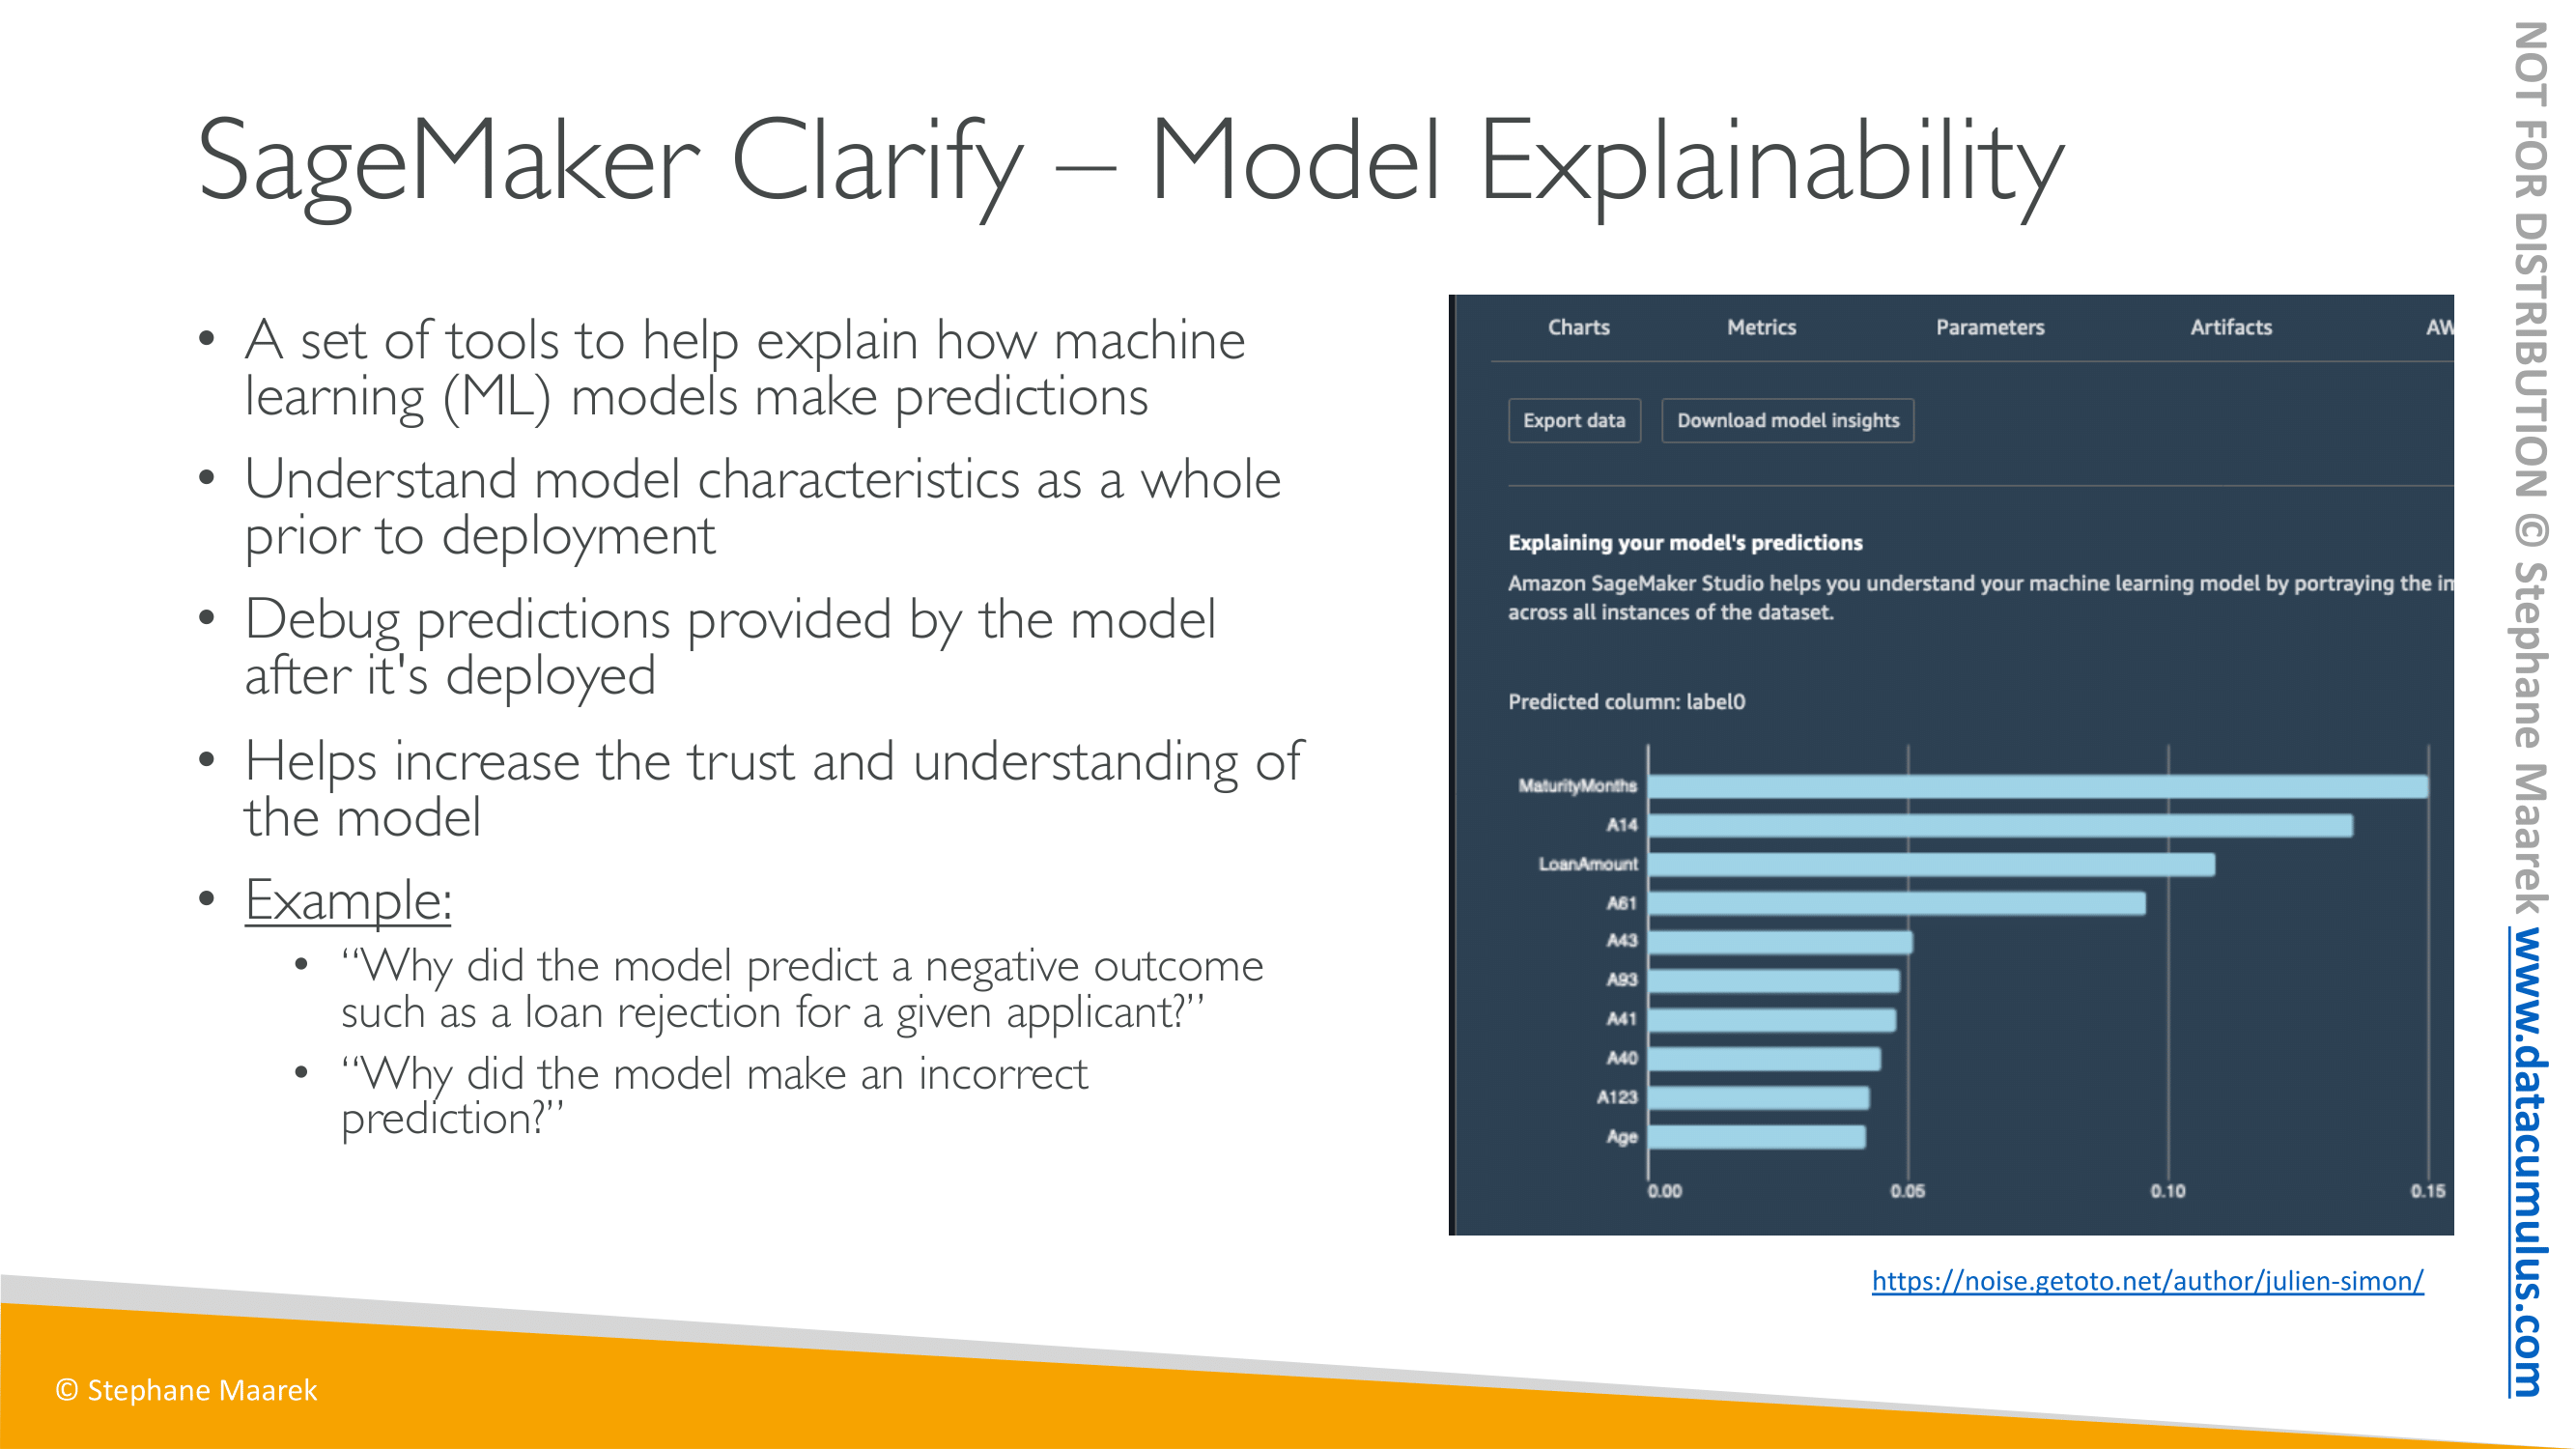 SageMaker Clarify – Model Explainability
• A set of tools to help explain how machine
learning (ML) models make predictions
• Understand model characteristics as a whole
prior to deployment
• Debug predictions provided by the model
after it's deployed
• Helps increase the trust and understanding of
the model
• Example:
• “Why did the model predict a negative outcome
such as a loan rejection for a given applicant?”
• “Why did the model make an incorrect
prediction?”
Charts Metrics Parameters Artifacts AW
Export data Download model insights
Explaining your model's predictions
Amazon SageMaker Studio helps you understand your machine learning model by portraying the
across all instances of the dataset.
Predicted column: label0
MaturityMonths
A14
LoanAmount
A61
A43
A93
A41
A40
A123
Age
0.00 0.05 0.10 0.15
https://noise.getoto.net/author/julien-simon/
© Stephane Maarek
NOT FOR DISTRIBUTION © Stephane Maarek www.datacumulus.com